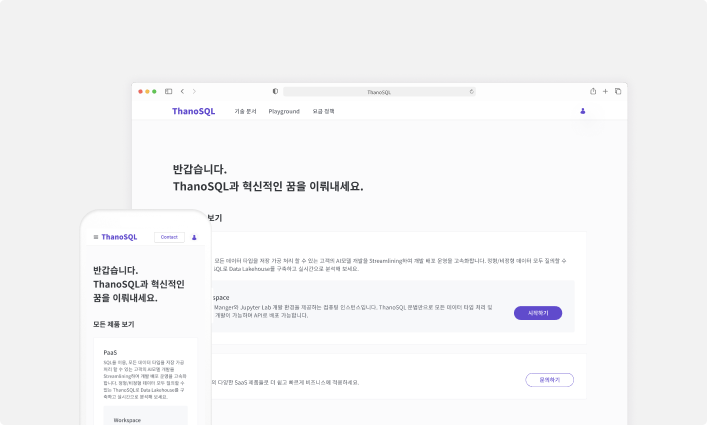 ThanoSQL
ThanoSQL
기술 문서
Playground
요금 정책
반갑습니다.
ThanoSQL과 혁신적인 꿈을 이뤄내세요.
보기
모든 데이터 타입을 저장 가공 처리 할 수 있는 고객의 AI모델 개발을 Streamlining하여 개발 배포 운영을 고속화합니다. 정형/비정형 데이터 모두 질의할 수
SQL로 Data Lakehouse를 구축하고 실시간으로 분석해 보세요.
space
Manger와 Jupyter Lab 개발 환경을 제공하는 컴퓨팅 인스턴스입니다. ThanoSQL 문법만으로 모든 데이터 타입 처리 및
개발이 가능하며 API로 배포 가능합니다.
시작하기
다양한 SaaS 제품들로 더 쉽고 빠르게 비즈니스에 적용하세요.
문의하기
ThanoSQL
Contact
반갑습니다.
ThanoSQL과 혁신적인
꿈을 이뤄내세요.
모든 제품 보기
PaaS
SQL을 이용, 모든 데이터 타입을 저장 가공
처리 할 수 있는 고객의 AI모델 개발을
Streamlining하여 개발 배포 운영을 고속화
합니다. 정형/비정형 데이터 모두 질의할 수
있는 ThanoSQL로 Data Lakehouse를 구
축하고 실시간으로 분석해 보세요.
Workspace